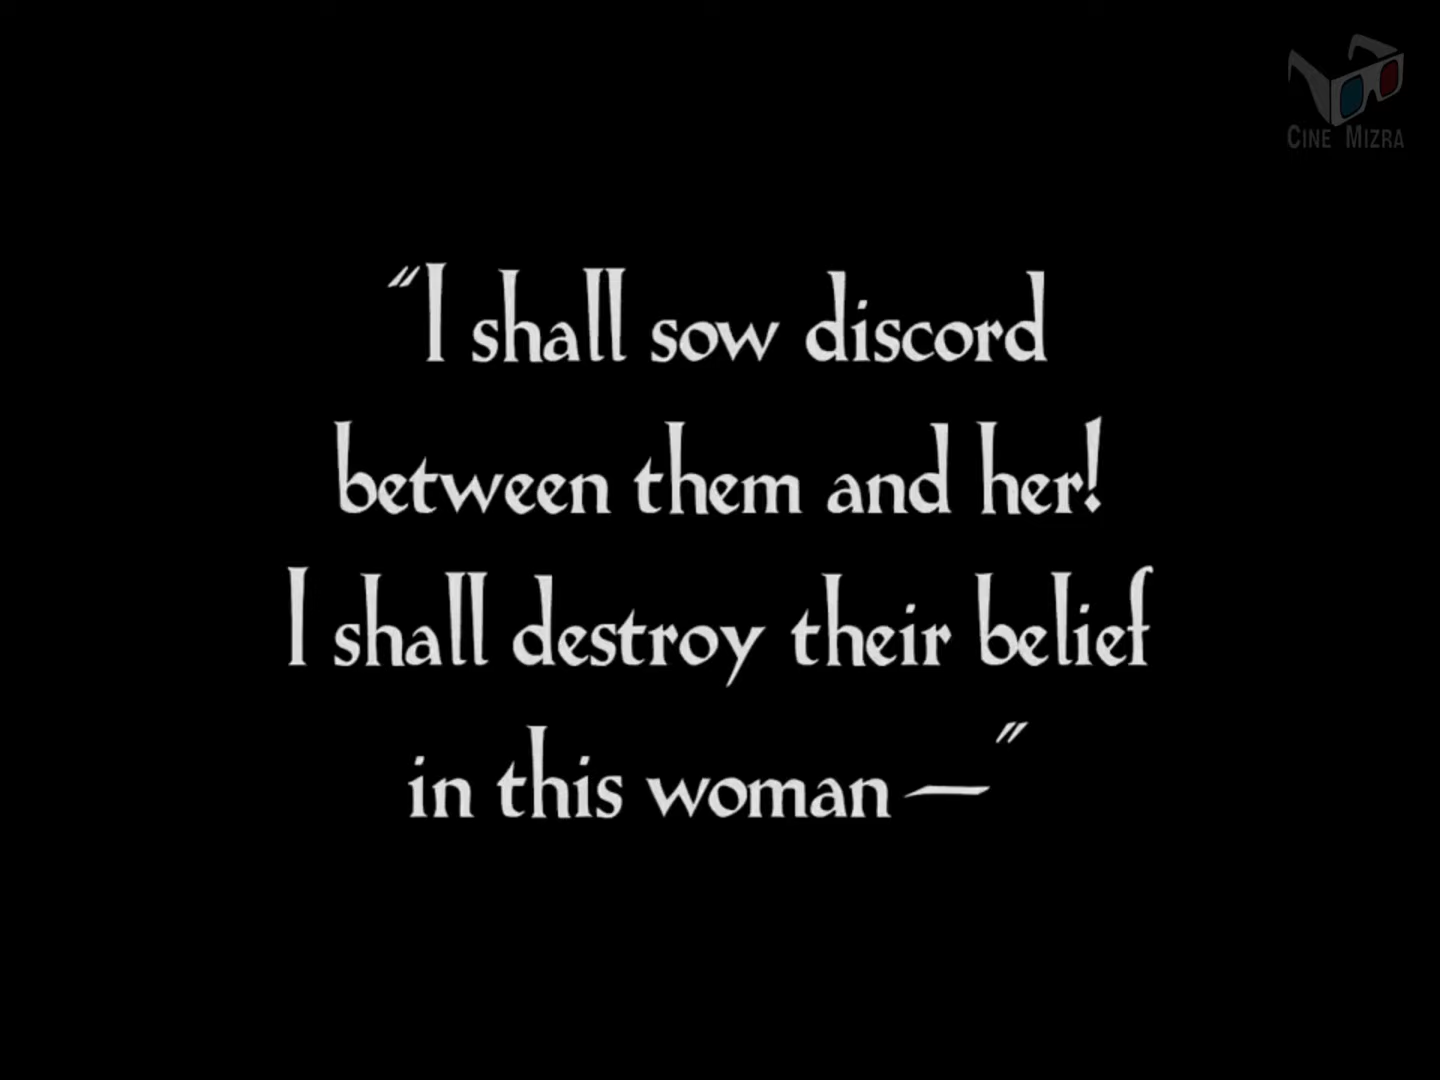 CINE MIZRA
"I shall sow discord
between them and her!
I shall destroy their belief
in this woman —"